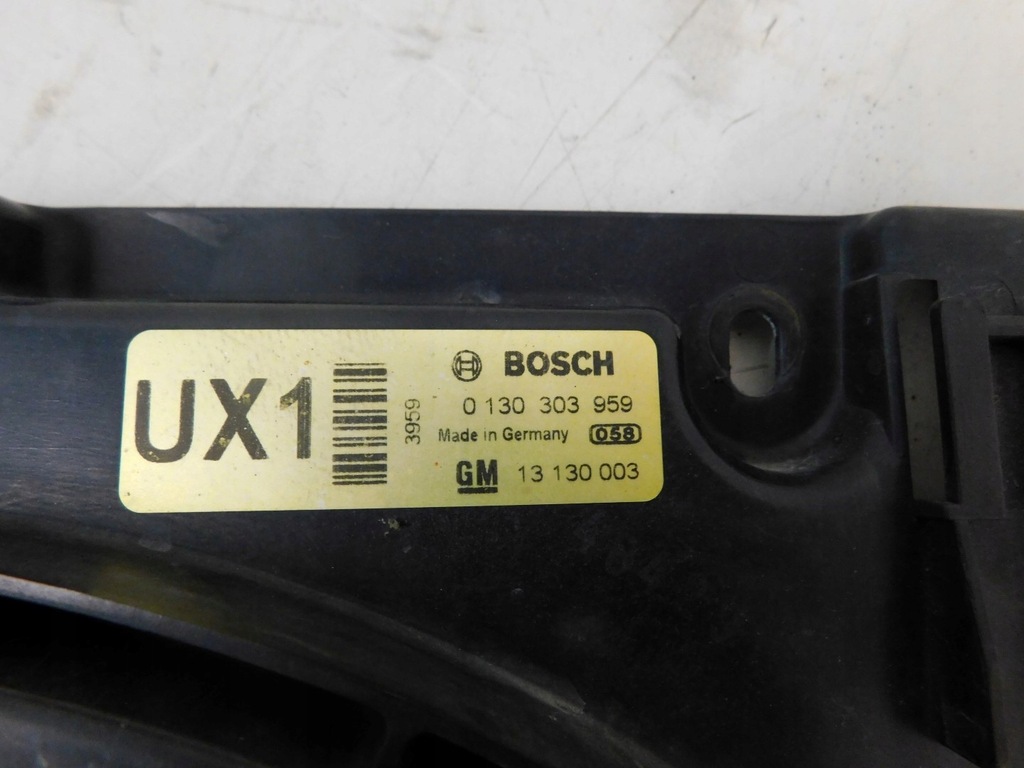 UX1
3959
BOSCH
0 130 303 959
Made in Germany 058
GM 13 130 003